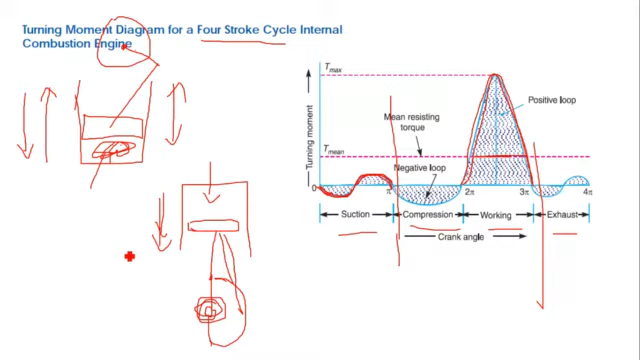 Turning Moment Diagram for a Four Stroke Cycle Internal
Combustion Engine
Tmax
Positive loop
Mean resisting
torque
Turning moment
Tmean
Negative loop
0
π
2π
3π
4π
Suction
Compression
Working
Exhaust
Crank angle